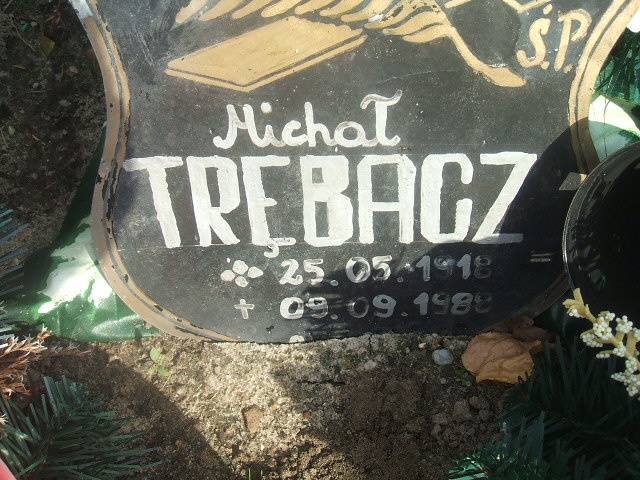 Ś.P.
Michał
TRĘBACZ
25.05.1918
+ 09.09.1988